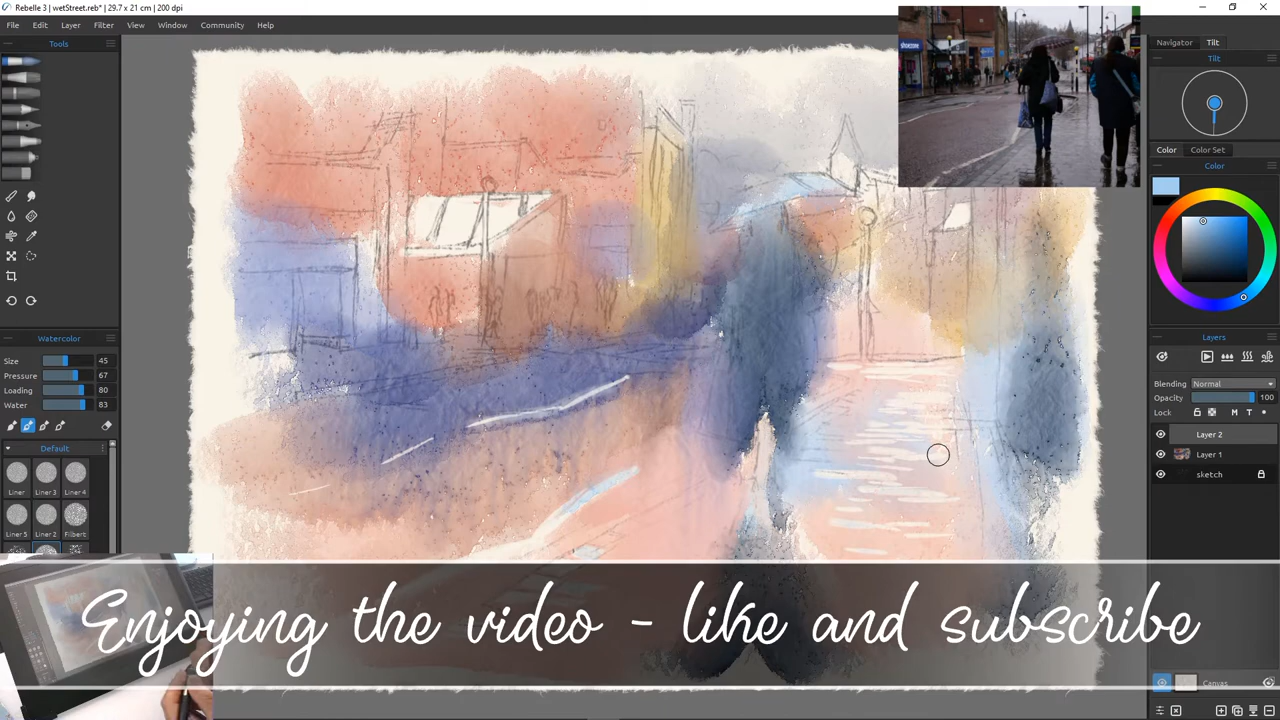 Rebelle 3 | wetStreet.reb* | 29.7 x 21 cm | 200 dpi
File Edit Layer Filter View Window Community Help
Tools
Navigator Tilt
Tilt
Color Color Set
Color
Watercolor
Size 45
Pressure 67
Loading 80
Water 83
Default
Liner Liner 3 Liner 4
Liner 5 Liner 2 Filbert
Layers
Blending Normal
Opacity 100
Lock M T
Layer 2
Layer 1
sketch
Canvas
Enjoying the video - like and subscribe